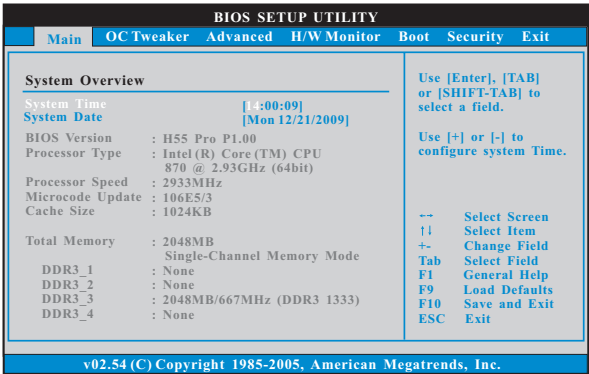 BIOS SETUP UTILITY
Main OC Tweaker Advanced H/W Monitor Boot Security Exit
System Overview
System Time [14:00:09]
System Date [Mon 12/21/2009]
BIOS Version : H55 Pro P1.00
Processor Type : Intel (R) Core (TM) CPU
870 @ 2.93GHz (64bit)
Processor Speed : 2933MHz
Microcode Update : 106E5/3
Cache Size : 1024KB
Total Memory : 2048MB
Single-Channel Memory Mode
DDR3_1 : None
DDR3_2 : None
DDR3_3 : 2048MB/667MHz (DDR3 1333)
DDR3_4 : None
Use [Enter], [TAB]
or [SHIFT-TAB] to
select a field.
Use [+] or [-] to
configure system Time.
←→ Select Screen
↑↓ Select Item
+- Change Field
Tab Select Field
F1 General Help
F9 Load Defaults
F10 Save and Exit
ESC Exit
v02.54 (C) Copyright 1985-2005, American Megatrends, Inc.